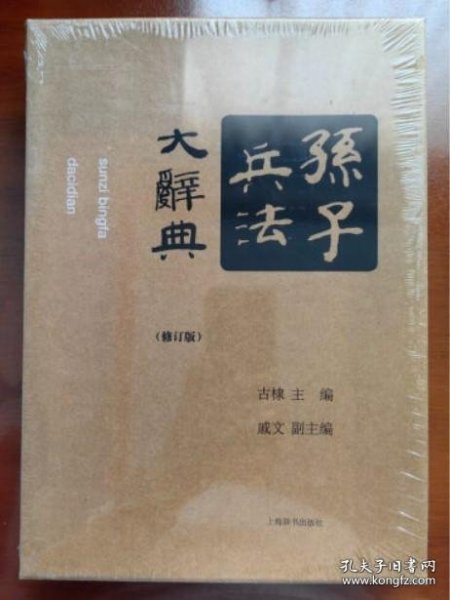 孫子
兵法
大辭典
sunzi bingfa
dacidian
（修订版）
古棣 主 编
戚文 副主编
上海辞书出版社
孔夫子旧书网
www.kongfz.com